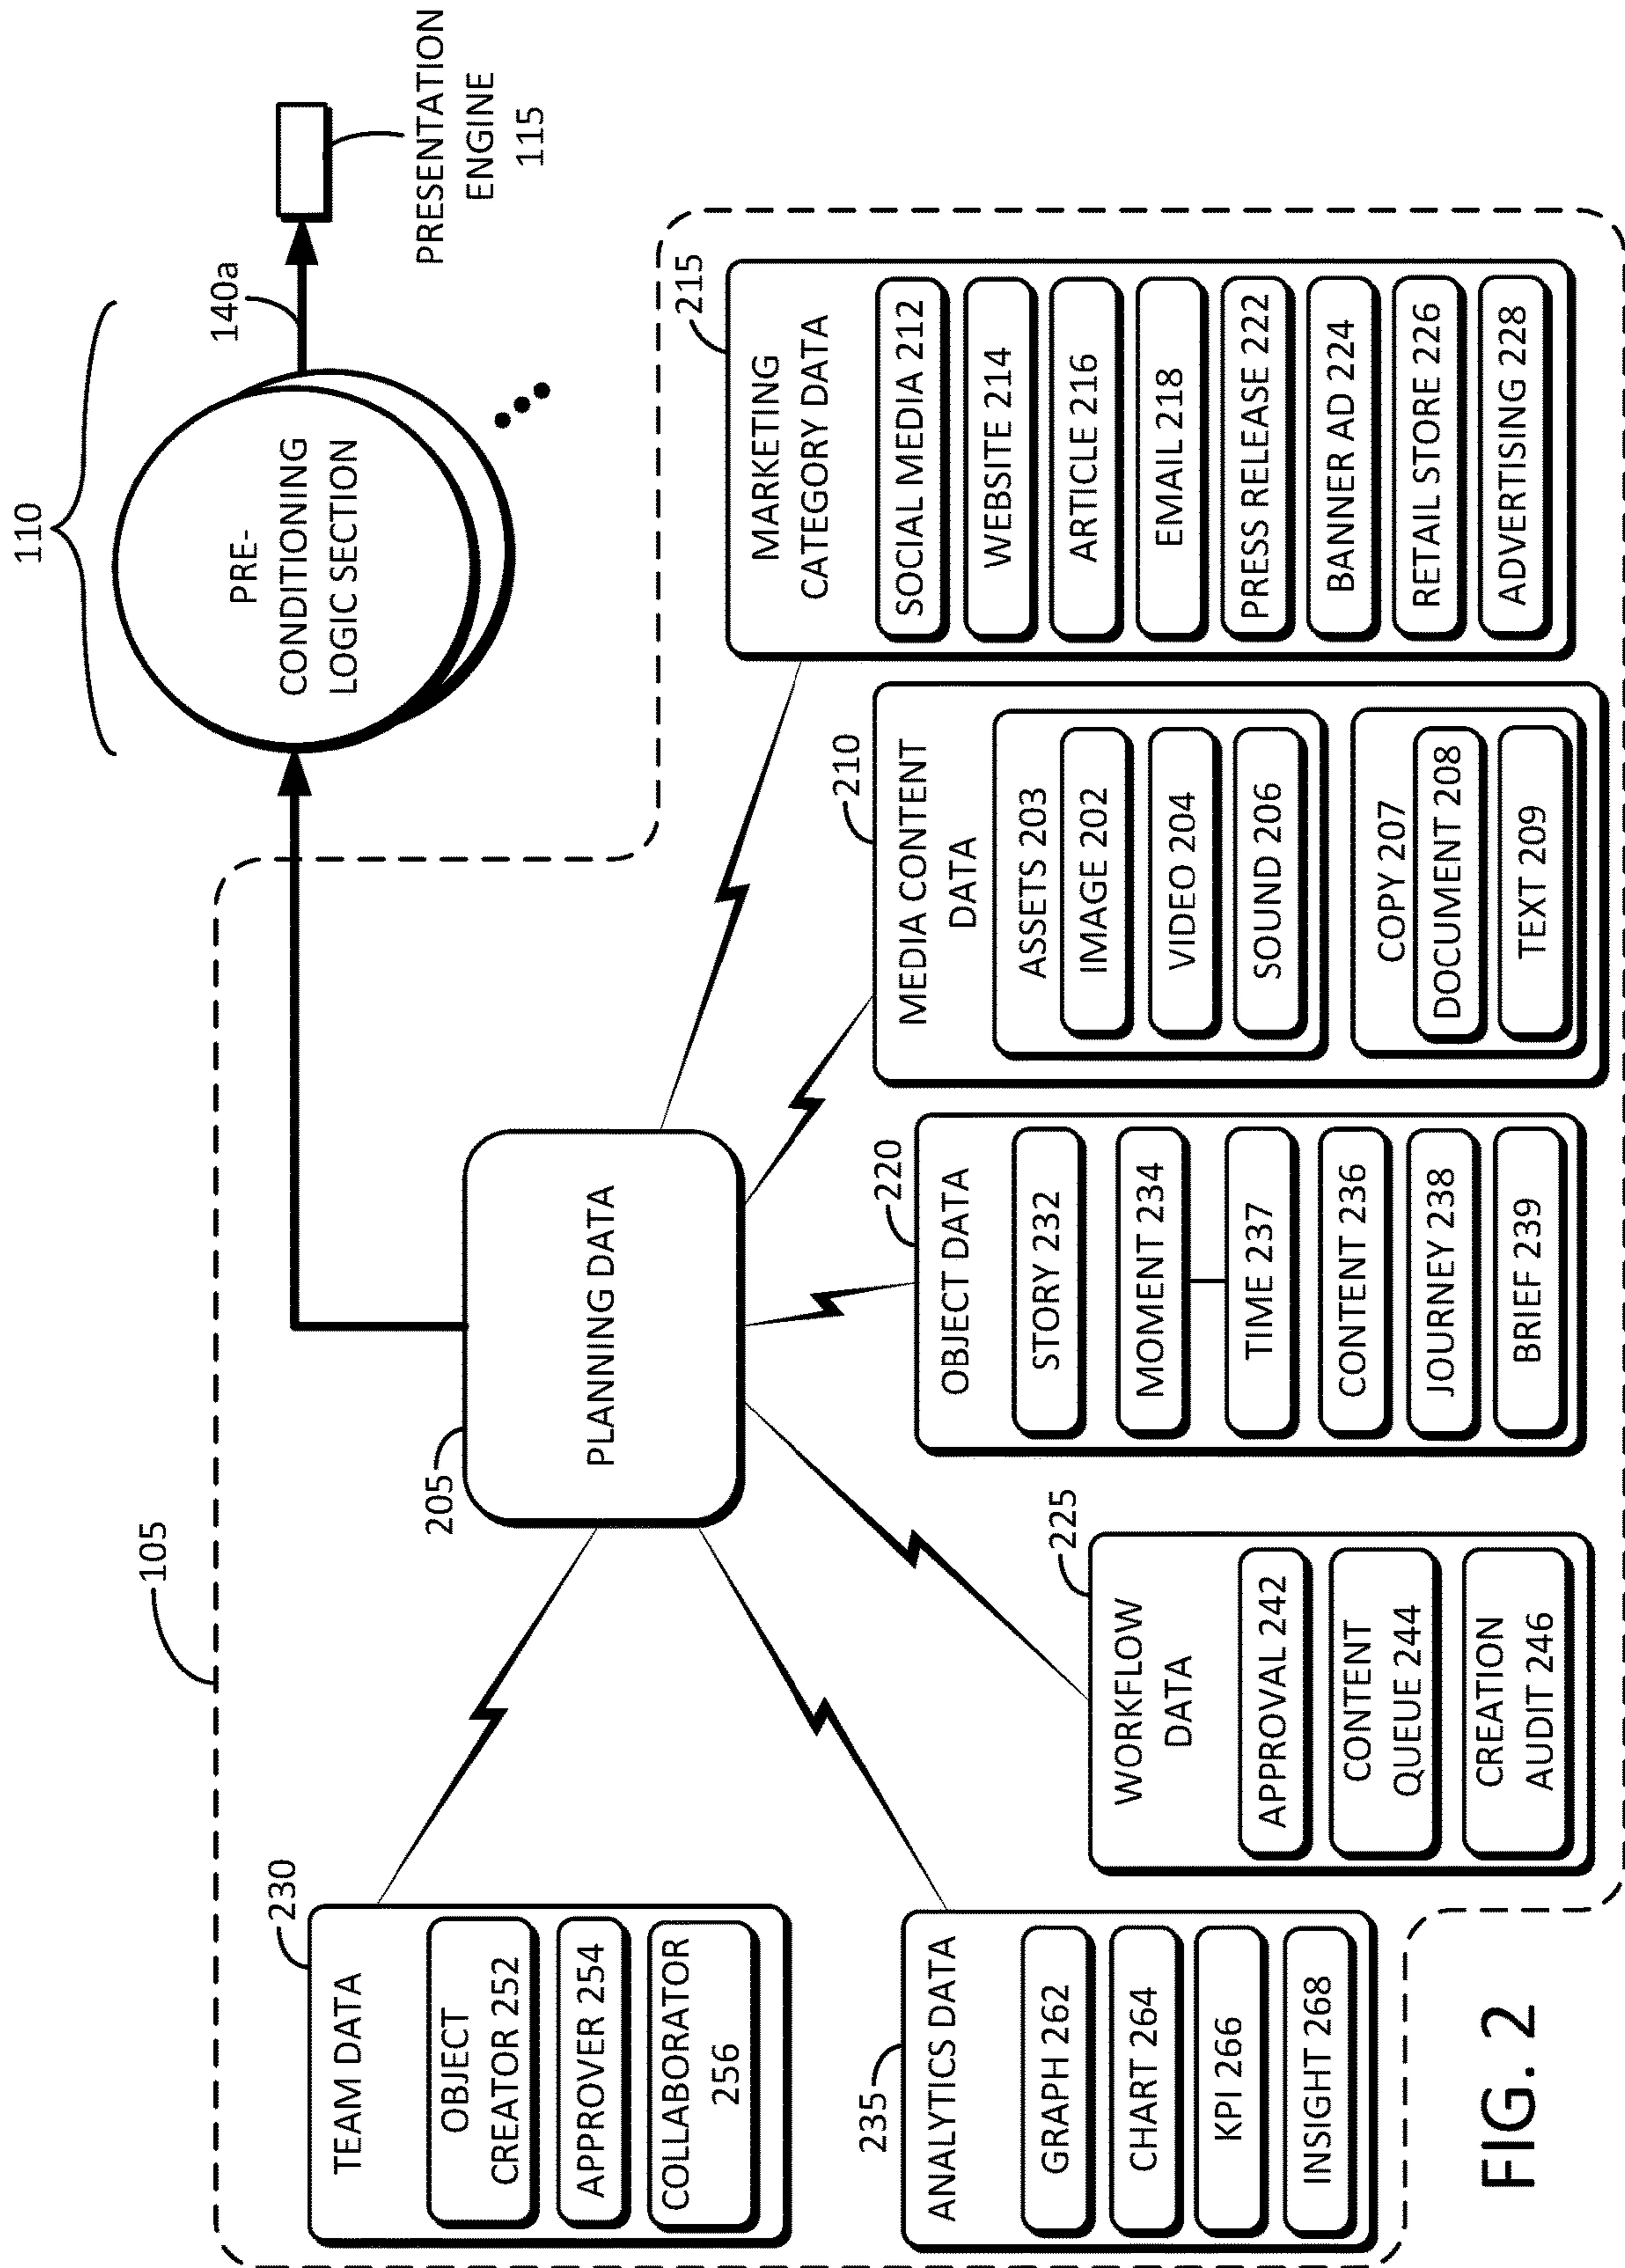 110
PRE-
CONDITIONING
LOGIC SECTION
140a
PRESENTATION
ENGINE
115
105
205
PLANNING DATA
230
TEAM DATA
OBJECT
CREATOR 252
APPROVER 254
COLLABORATOR
256
235
ANALYTICS DATA
GRAPH 262
CHART 264
KPI 266
INSIGHT 268
225
WORKFLOW
DATA
APPROVAL 242
CONTENT
QUEUE 244
CREATION
AUDIT 246
220
OBJECT DATA
STORY 232
MOMENT 234
TIME 237
CONTENT 236
JOURNEY 238
BRIEF 239
210
MEDIA CONTENT
DATA
ASSETS 203
IMAGE 202
VIDEO 204
SOUND 206
COPY 207
DOCUMENT 208
TEXT 209
215
MARKETING
CATEGORY DATA
SOCIAL MEDIA 212
WEBSITE 214
ARTICLE 216
EMAIL 218
PRESS RELEASE 222
BANNER AD 224
RETAIL STORE 226
ADVERTISING 228
FIG. 2